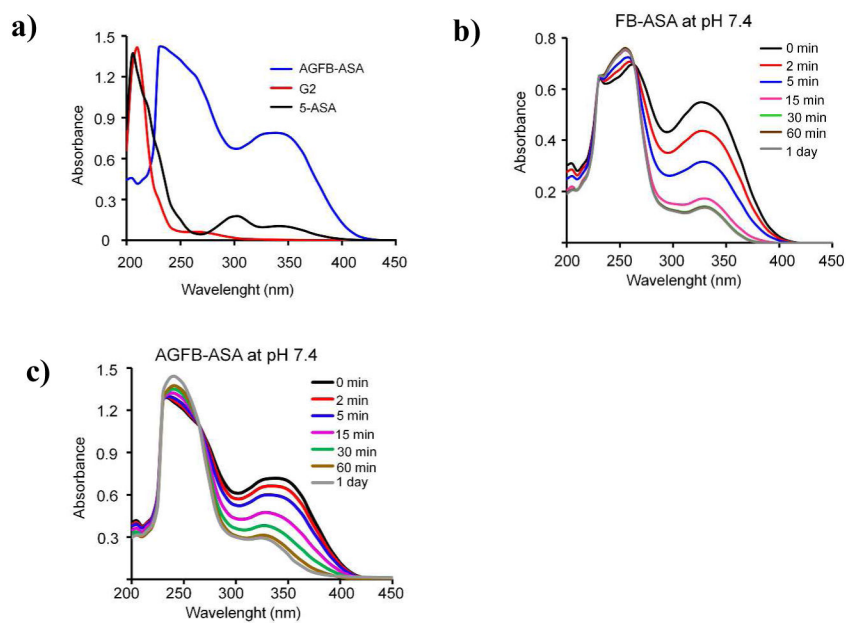 a)
1.5
1.2
0.9
0.6
0.3
0
Absorbance
200 250 300 350 400 450
Wavelenght (nm)
AGFB-ASA
G2
5-ASA
b)
FB-ASA at pH 7.4
0.8
0.6
0.4
0.2
Absorbance
200 250 300 350 400 450
Wavelenght (nm)
0 min
2 min
5 min
15 min
30 min
60 min
1 day
c)
AGFB-ASA at pH 7.4
1.5
1.2
0.9
0.6
0.3
Absorbance
200 250 300 350 400 450
Wavelenght (nm)
0 min
2 min
5 min
15 min
30 min
60 min
1 day